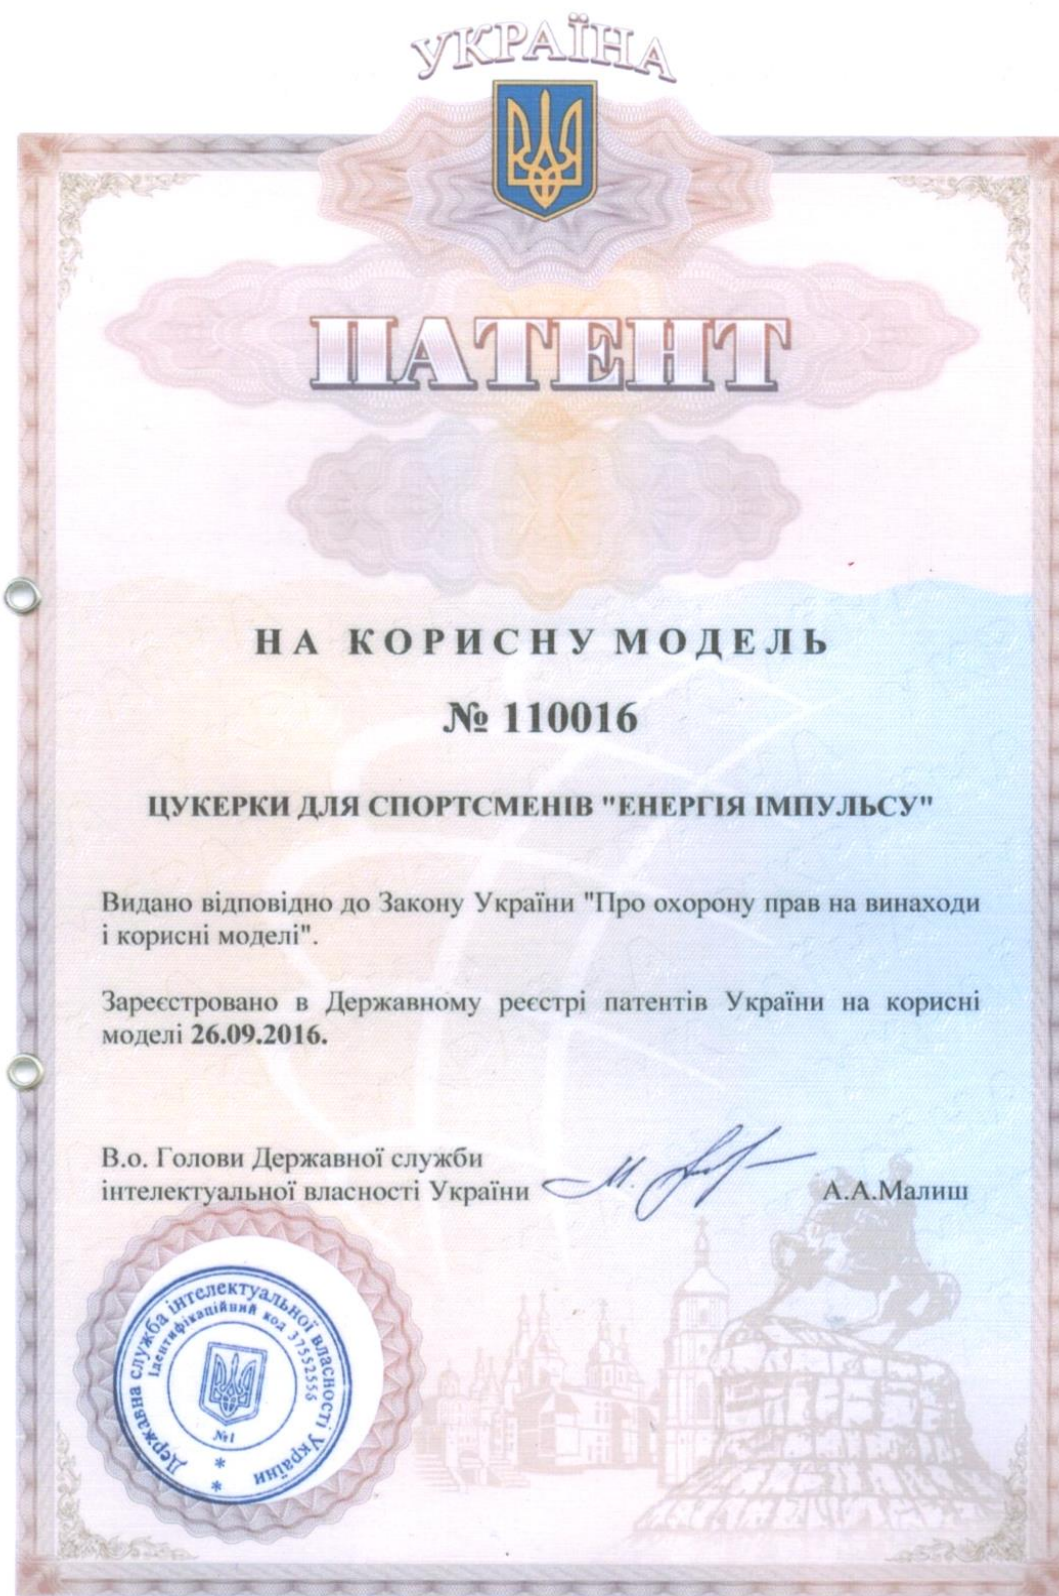 УКРАЇНА
ПАТЕНТ
НА КОРИСНУ МОДЕЛЬ
№ 110016
ЦУКЕРКИ ДЛЯ СПОРТСМЕНІВ "ЕНЕРГІЯ ІМПУЛЬСУ"
Видано відповідно до Закону України "Про охорону прав на винаходи
і корисні моделі".
Зареєстровано в Державному реєстрі патентів України на корисні
моделі 26.09.2016.
В.о. Голови Державної служби
інтелектуальної власності України
А.А.Малиш
Державна служба інтелектуальної власності України
Ідентифікаційний код 37552556
№1